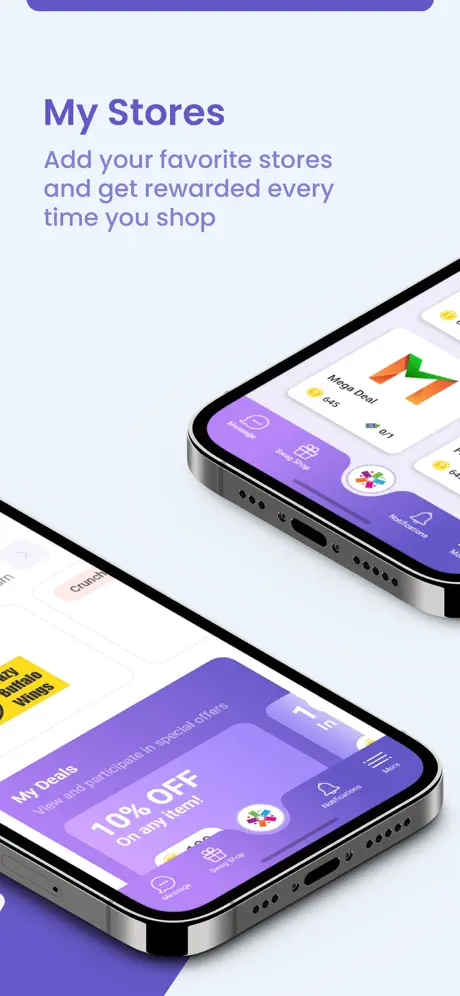 My Stores
Add your favorite stores
and get rewarded every
time you shop
Mega Deal
645
0/1
Message
Swag Shop
Notifications
Crunch
Buffalo
Wings
My Deals
View and participate in special offers
10% OFF
On any item!
1
In
Message
Swag Shop
Notifications
More